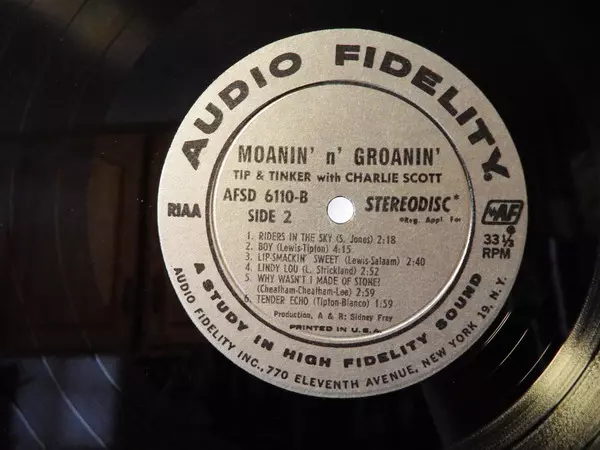 AUDIO FIDELITY®
MOANIN' n' GROANIN'
TIP & TINKER with CHARLIE SCOTT
AFSD 6110-B
SIDE 2
STEREODISC*
*Reg. Appl. For
RIAA
AF
®
33 1/3
RPM
1. RIDERS IN THE SKY (S. Jones) 2:18
2. BOY (Lewis-Tipton) 4:15
3. LIP-SMACKIN' SWEET (Lewis-Salaam) 2:40
4. LINDY LOU (L. Strickland) 2:52
5. WHY WASN'T I MADE OF STONE!
(Cheatham-Cheatham-Lee) 2:59
6. TENDER ECHO (Tipton-Blanco) 1:59
Production, A & R: Sidney Frey
PRINTED IN U.S.A.
A STUDY IN HIGH FIDELITY SOUND
AUDIO FIDELITY INC., 770 ELEVENTH AVENUE, NEW YORK 19, N.Y.